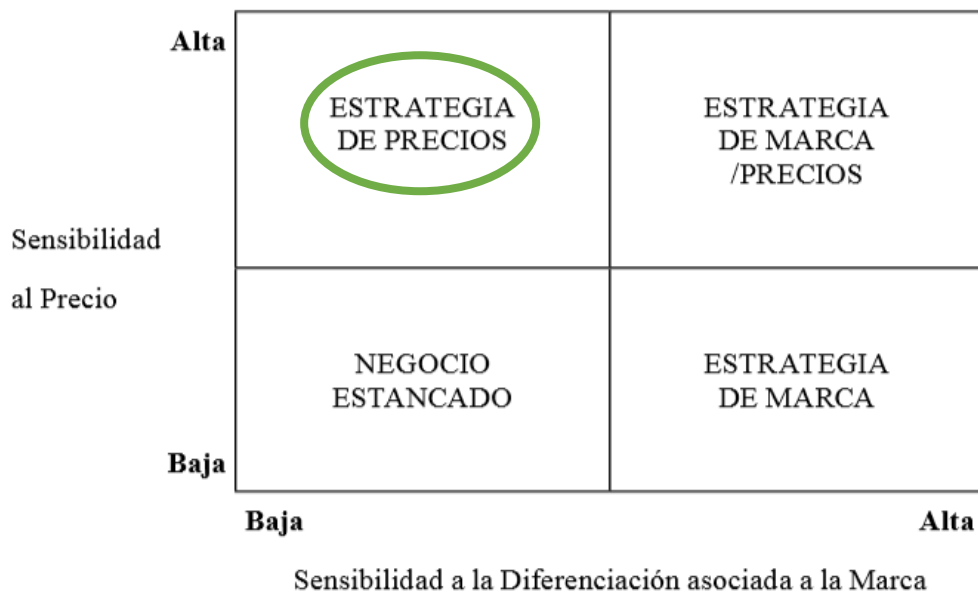 Alta
ESTRATEGIA
DE PRECIOS
ESTRATEGIA
DE MARCA
/PRECIOS
Sensibilidad
al Precio
NEGOCIO
ESTANCADO
ESTRATEGIA
DE MARCA
Baja
Baja
Alta
Sensibilidad a la Diferenciación asociada a la Marca